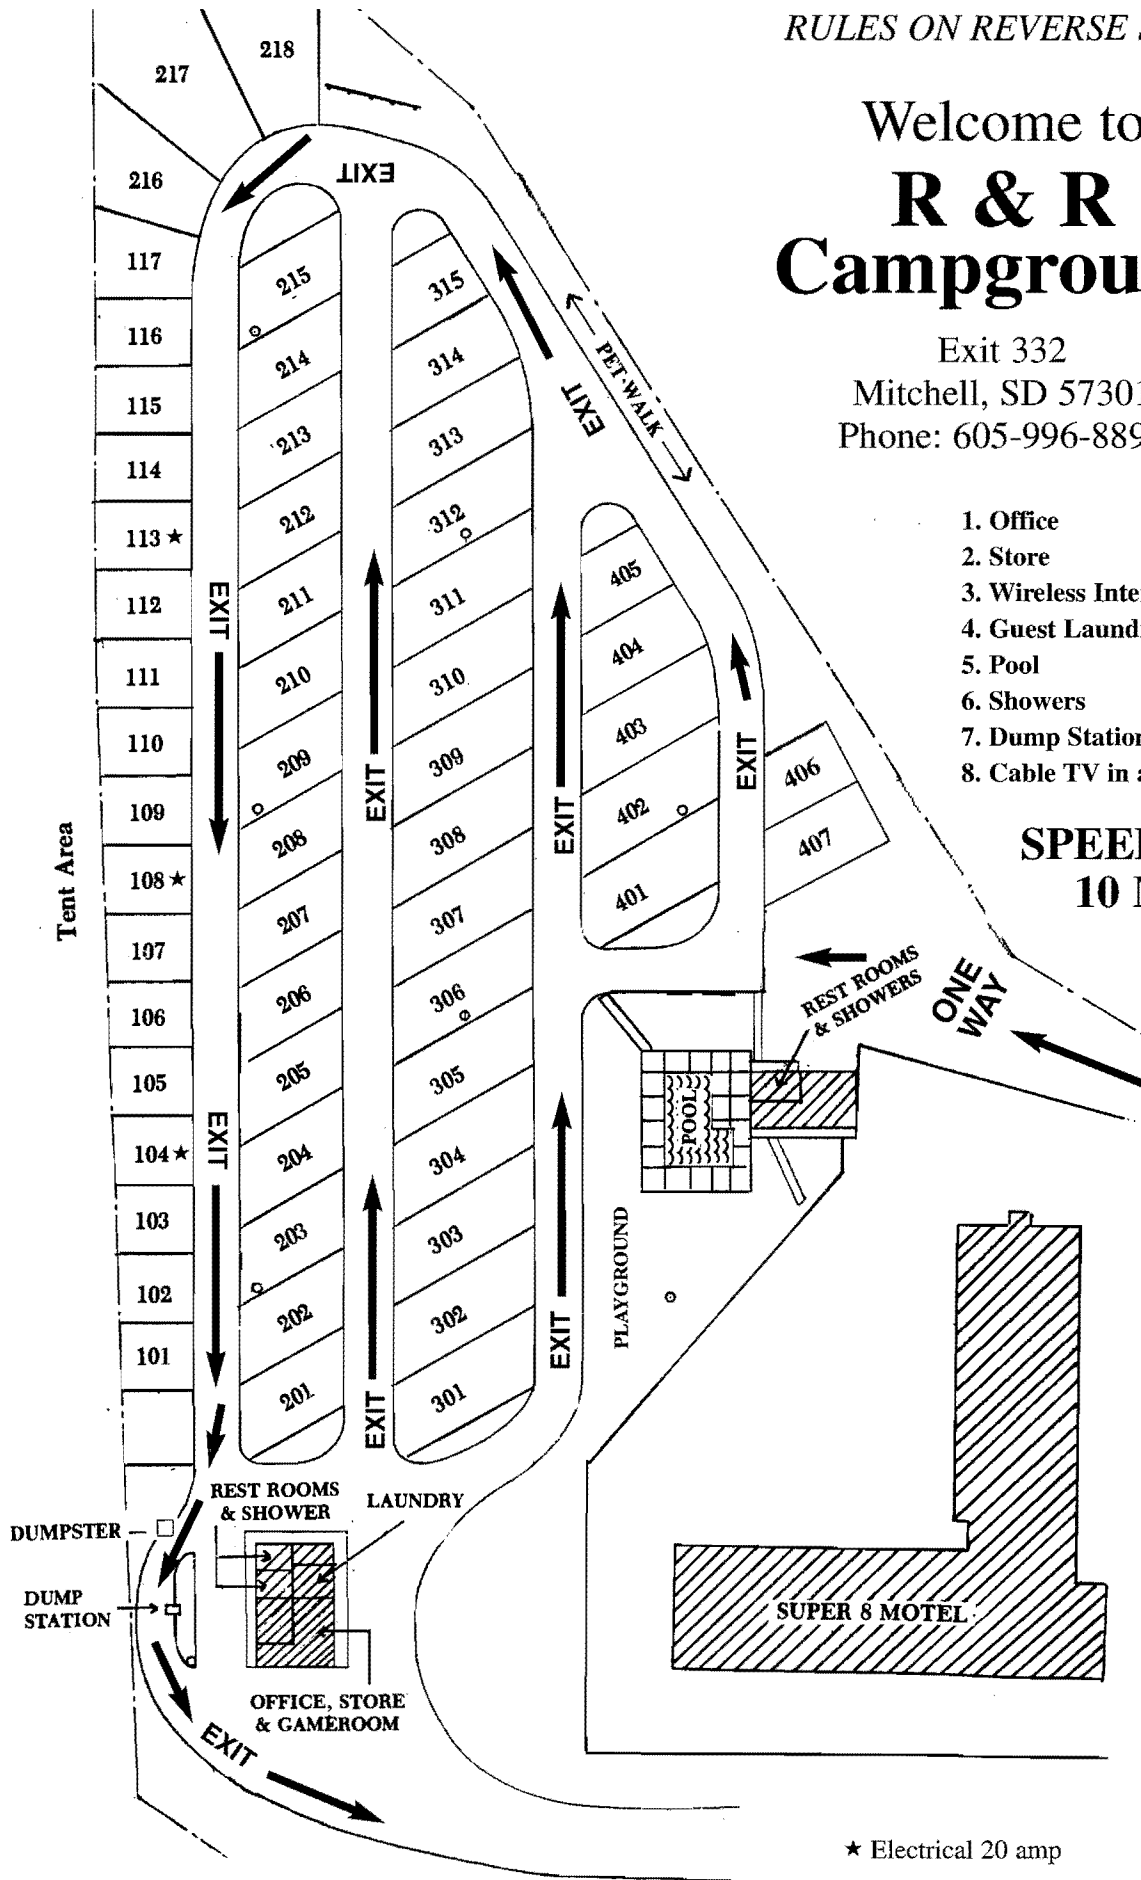 RULES ON REVERSE
Welcome to
R & R
Campgrou
Exit 332
Mitchell, SD 57301
Phone: 605-996-889
1. Office
2. Store
3. Wireless Inte
4. Guest Laund
5. Pool
6. Showers
7. Dump Station
8. Cable TV in a
SPEE
10
218
217
216
117
116
115
114
113 ★
112
111
110
109
108 ★
107
106
105
104 ★
103
102
101
Tent Area
EXIT
EXIT
EXIT
215
214
213
212
211
210
209
208
207
206
205
204
203
202
201
EXIT
EXIT
315
314
313
312
311
310
309
308
307
306
305
304
303
302
301
EXIT
EXIT
EXIT
PET-WALK
405
404
403
402
401
EXIT
406
407
REST ROOMS
& SHOWERS
ONE
WAY
POOL
PLAYGROUND
SUPER 8 MOTEL
REST ROOMS
& SHOWER
LAUNDRY
DUMPSTER
DUMP
STATION
OFFICE, STORE
& GAMEROOM
EXIT
★ Electrical 20 amp